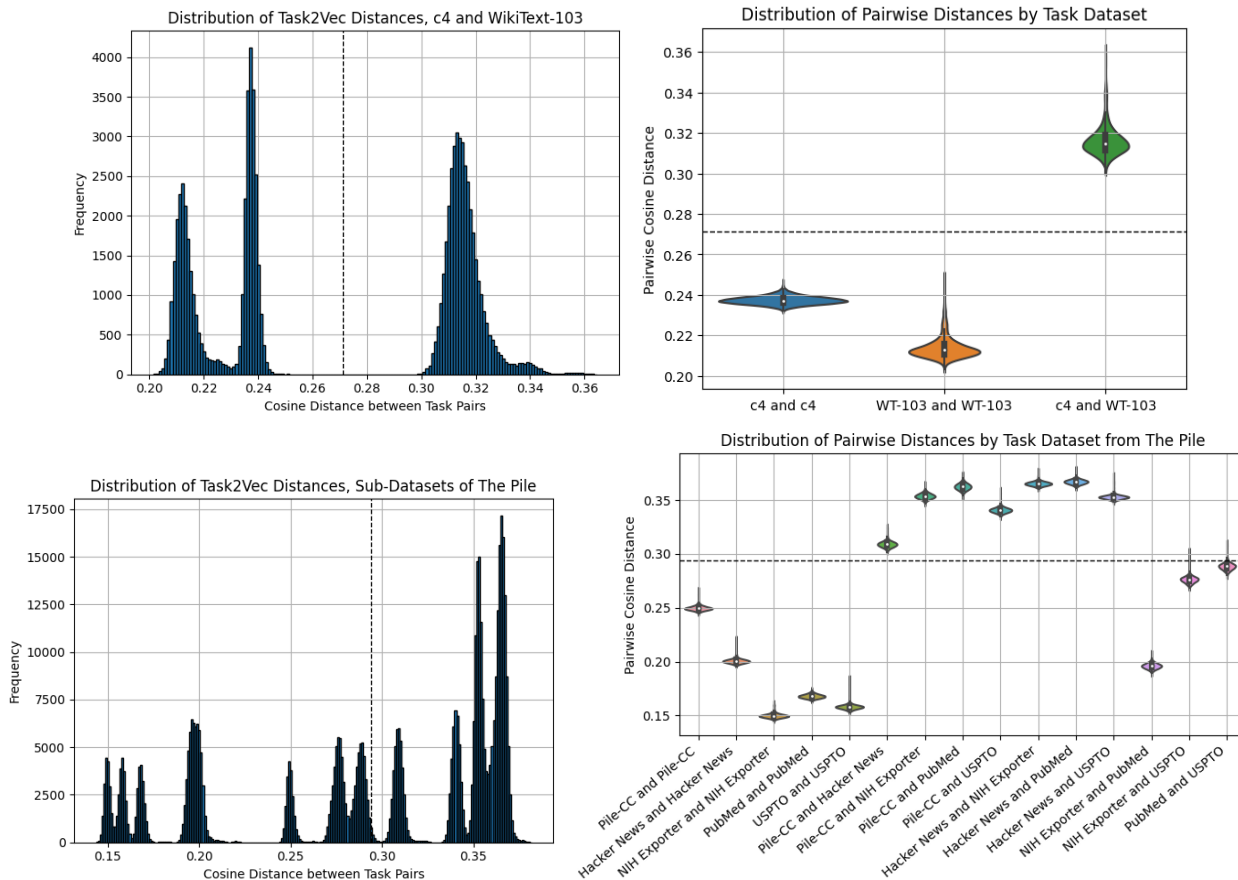 Distribution of Task2Vec Distances, c4 and WikiText-103
Frequency
4000
3500
3000
2500
2000
1500
1000
500
0
0.20 0.22 0.24 0.26 0.28 0.30 0.32 0.34 0.36
Cosine Distance between Task Pairs
Distribution of Pairwise Distances by Task Dataset
Pairwise Cosine Distance
0.36
0.34
0.32
0.30
0.28
0.26
0.24
0.22
0.20
c4 and c4 WT-103 and WT-103 c4 and WT-103
Distribution of Task2Vec Distances, Sub-Datasets of The Pile
Frequency
17500
15000
12500
10000
7500
5000
2500
0
0.15 0.20 0.25 0.30 0.35
Cosine Distance between Task Pairs
Distribution of Pairwise Distances by Task Dataset from The Pile
Pairwise Cosine Distance
0.35
0.30
0.25
0.20
0.15
Pile-CC and Pile-CC
Hacker News and Hacker News
NIH Exporter and NIH Exporter
PubMed and PubMed
USPTO and USPTO
Pile-CC and Hacker News
Pile-CC and NIH Exporter
Pile-CC and PubMed
Pile-CC and USPTO
Hacker News and NIH Exporter
Hacker News and PubMed
Hacker News and USPTO
NIH Exporter and PubMed
NIH Exporter and USPTO
PubMed and USPTO